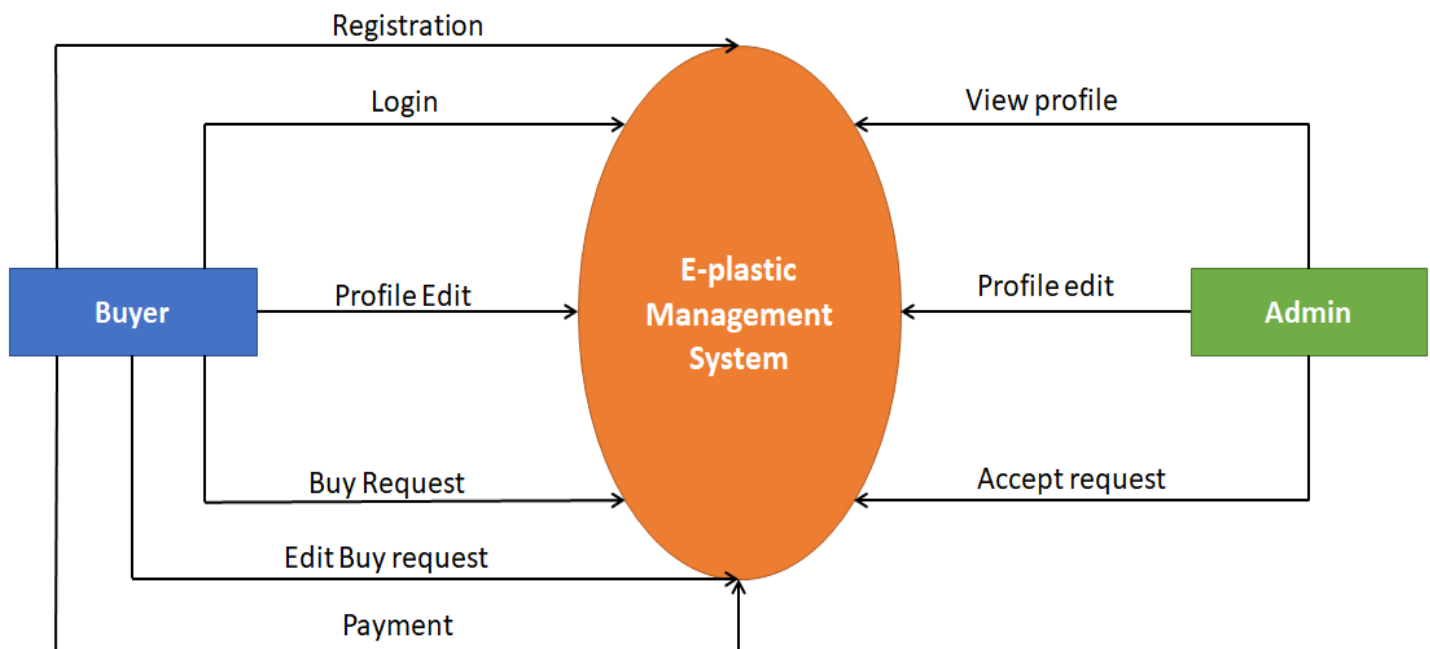 Registration
Login
View profile
E-plastic
Management
System
Profile Edit
Profile edit
Buyer
Admin
Buy Request
Accept request
Edit Buy request
Payment